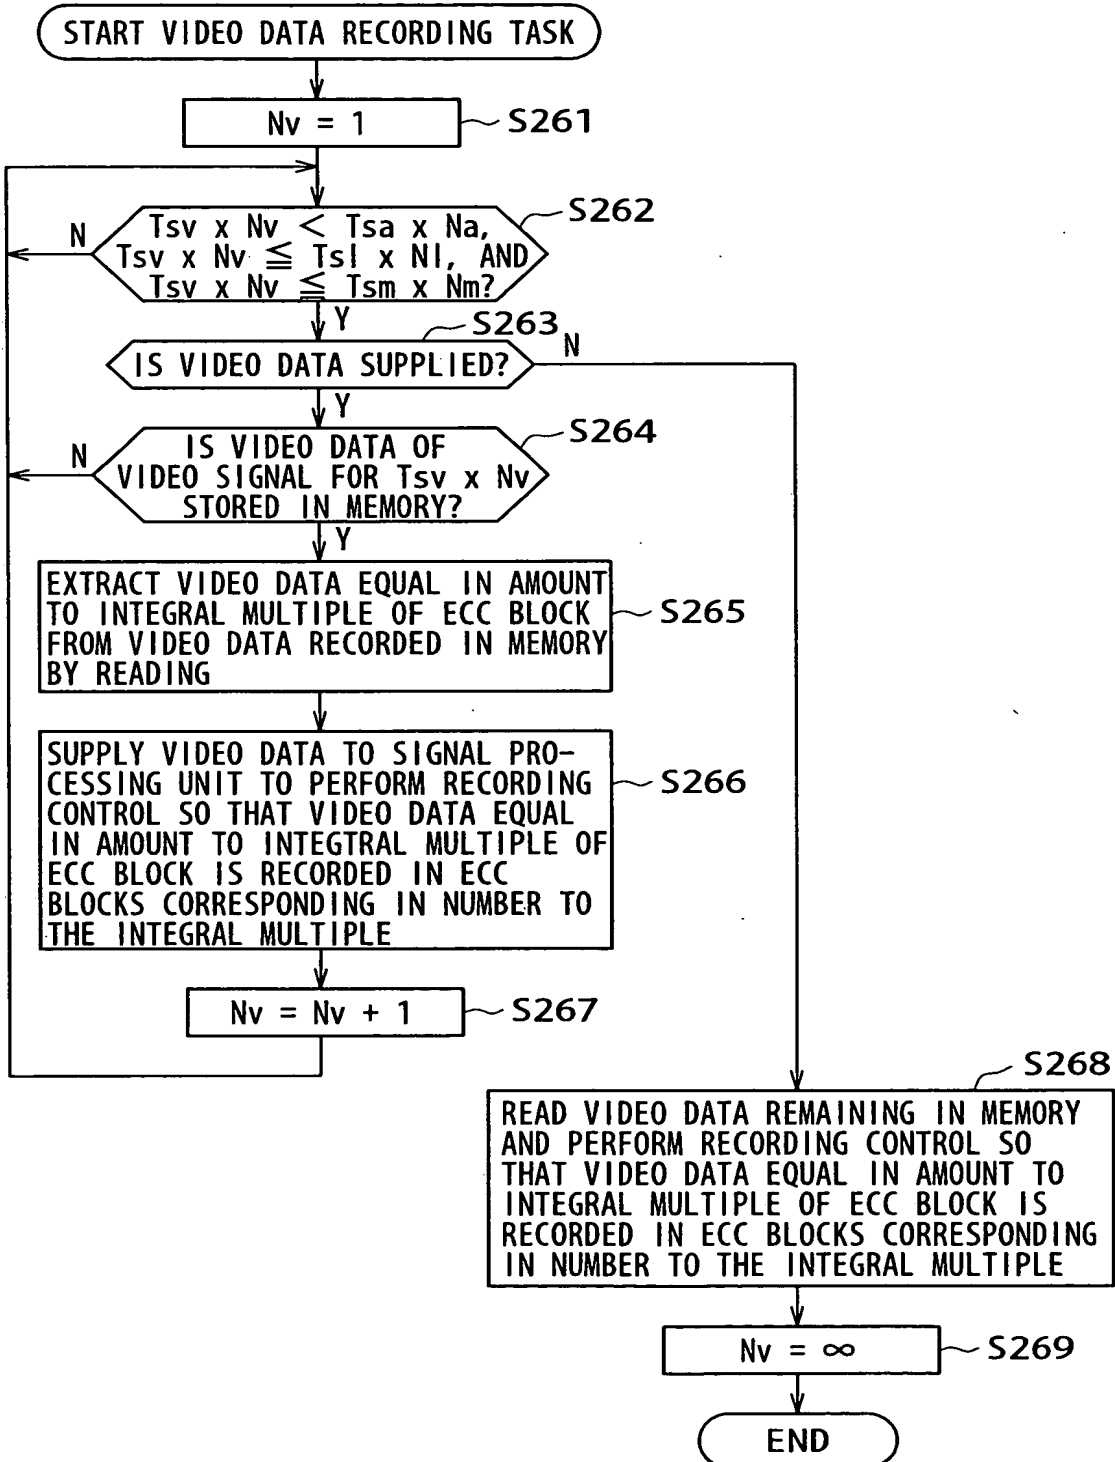 START VIDEO DATA RECORDING TASK
Nv = 1
S261
S262
N
Tsv x Nv < Tsa x Na,
Tsv x Nv ≦ Tsl x Nl, AND
Tsv x Nv ≦ Tsm x Nm?
Y
S263
IS VIDEO DATA SUPPLIED?
N
Y
S264
N
IS VIDEO DATA OF
VIDEO SIGNAL FOR Tsv x Nv
STORED IN MEMORY?
Y
EXTRACT VIDEO DATA EQUAL IN AMOUNT
TO INTEGRAL MULTIPLE OF ECC BLOCK
FROM VIDEO DATA RECORDED IN MEMORY
BY READING
S265
SUPPLY VIDEO DATA TO SIGNAL PRO-
CESSING UNIT TO PERFORM RECORDING
CONTROL SO THAT VIDEO DATA EQUAL
IN AMOUNT TO INTEGTRAL MULTIPLE OF
ECC BLOCK IS RECORDED IN ECC
BLOCKS CORRESPONDING IN NUMBER TO
THE INTEGRAL MULTIPLE
S266
Nv = Nv + 1
S267
S268
READ VIDEO DATA REMAINING IN MEMORY
AND PERFORM RECORDING CONTROL SO
THAT VIDEO DATA EQUAL IN AMOUNT TO
INTEGRAL MULTIPLE OF ECC BLOCK IS
RECORDED IN ECC BLOCKS CORRESPONDING
IN NUMBER TO THE INTEGRAL MULTIPLE
Nv = ∞
S269
END